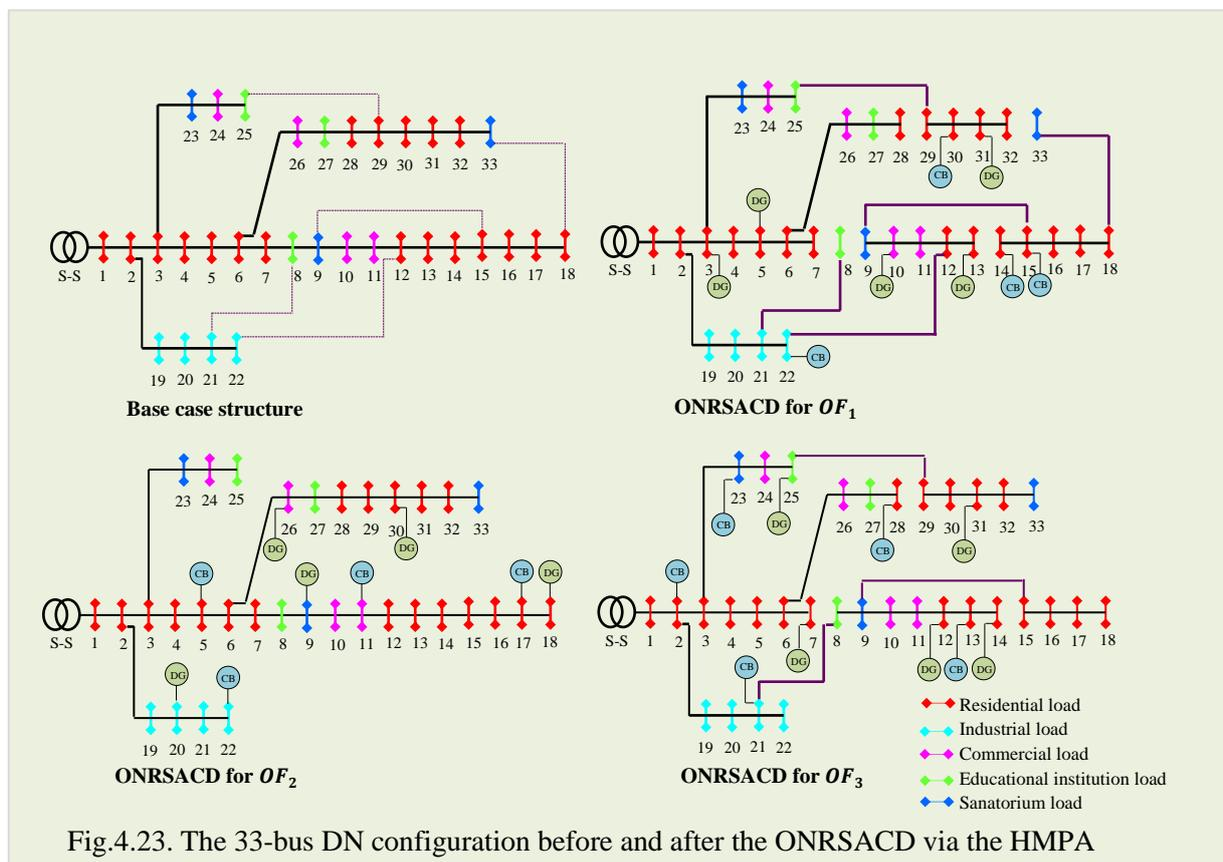 23 24 25
26 27 28 29 30 31 32 33
S-S 1 2 3 4 5 6 7 8 9 10 11 12 13 14 15 16 17 18
19 20 21 22
Base case structure
23 24 25
26 27 28 29 30 31 32 33
CB DG
DG
S-S 1 2 3 4 5 6 7 8 9 10 11 12 13 14 15 16 17 18
DG DG DG CB CB
CB
19 20 21 22
ONRSACD for OF₁
23 24 25
26 27 28 29 30 31 32 33
DG DG
CB DG CB CB DG
S-S 1 2 3 4 5 6 7 8 9 10 11 12 13 14 15 16 17 18
DG CB
19 20 21 22
ONRSACD for OF₂
23 24 25
26 27 28 29 30 31 32 33
CB DG CB DG
CB
S-S 1 2 3 4 5 6 7 8 9 10 11 12 13 14 15 16 17 18
DG CB DG CB DG
19 20 21 22
ONRSACD for OF₃
Residential load
Industrial load
Commercial load
Educational institution load
Sanatorium load
Fig.4.23. The 33-bus DN configuration before and after the ONRSACD via the HMPA